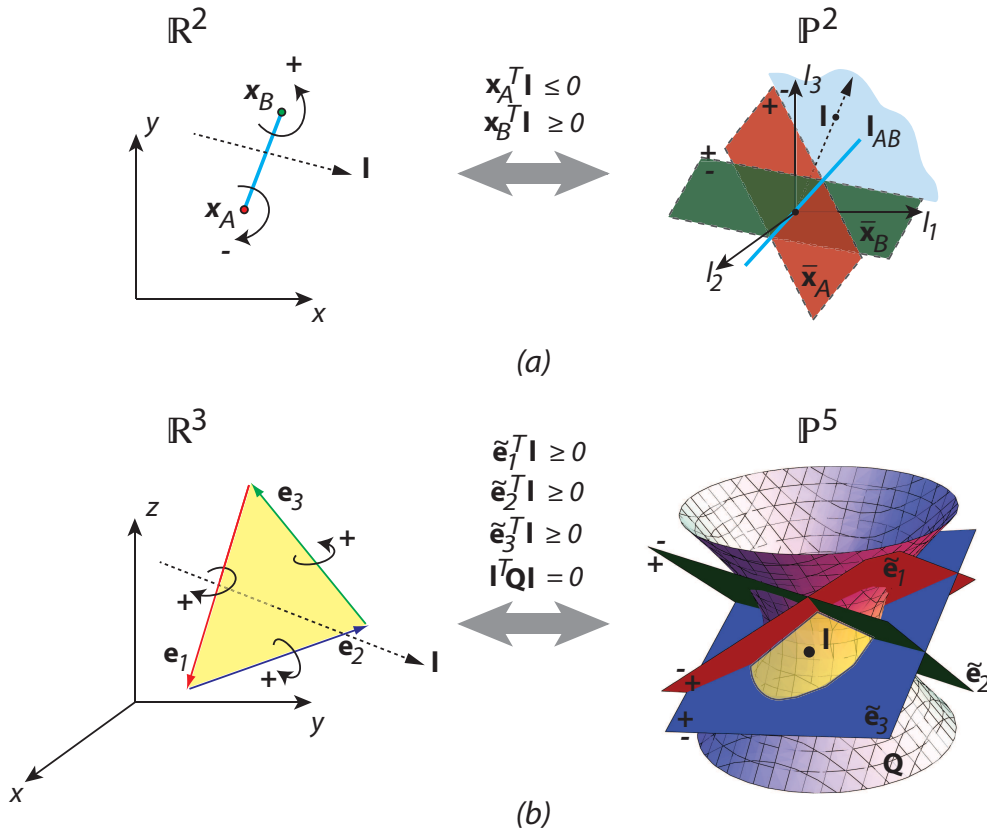 ℝ² ℙ²
+
x_B
y
l
x_A
-
x
x_A^T l ≤ 0
x_B^T l ≥ 0
l_3
-
+
l
l_AB
+
-
l_1
x̄_B
l_2
x̄_A
(a)
ℝ³ ℙ⁵
z
e_3
+
+
e_1
e_2
+
l
y
x
ẽ_1^T l ≥ 0
ẽ_2^T l ≥ 0
ẽ_3^T l ≥ 0
l^T Q l = 0
-
+
ẽ_1
l
-
+
ẽ_2
+
-
ẽ_3
Q
(b)